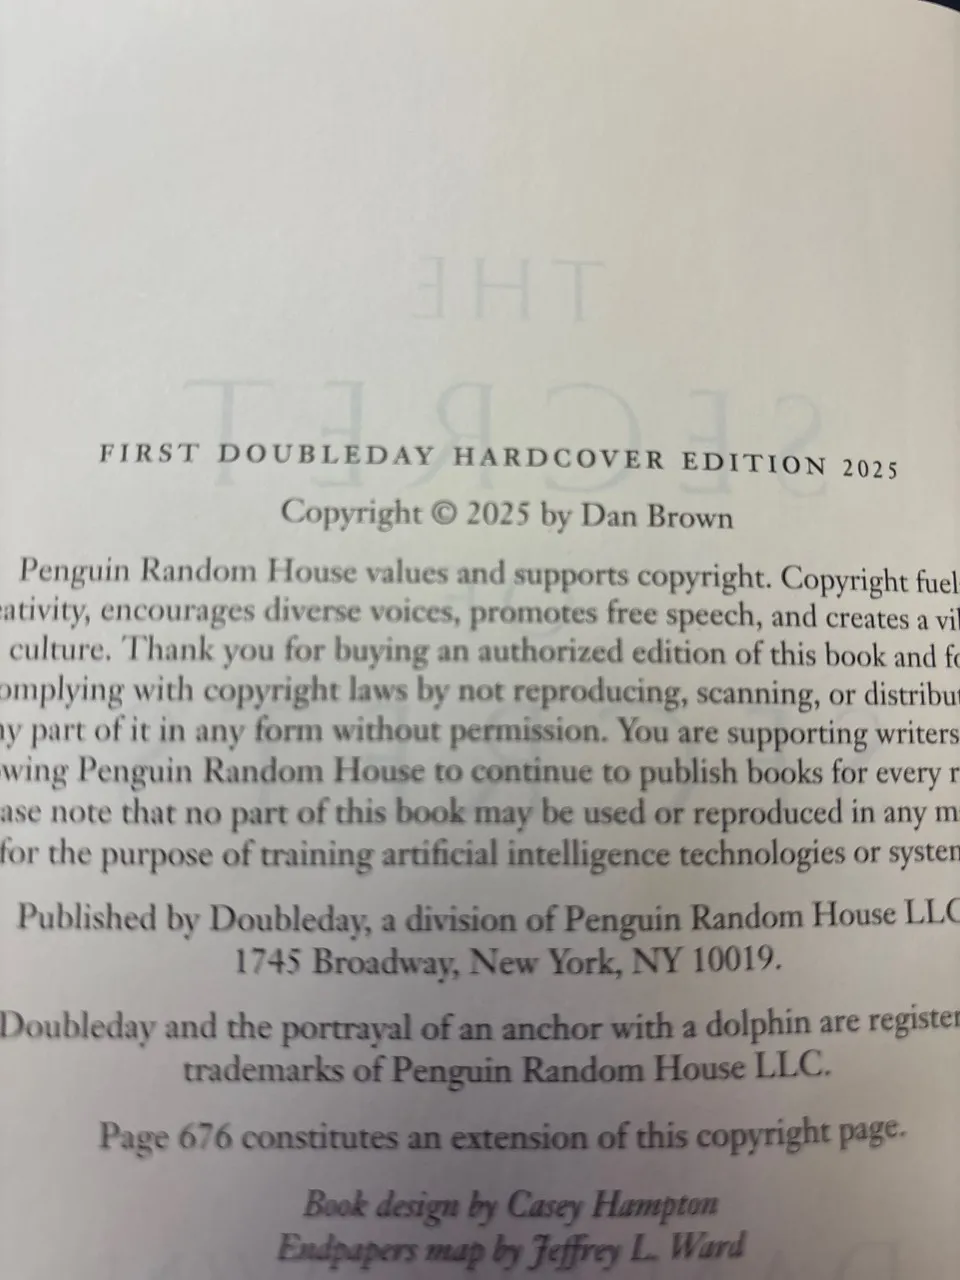 THE
SECRET
FIRST DOUBLEDAY HARDCOVER EDITION 2025
Copyright © 2025 by Dan Brown
Penguin Random House values and supports copyright. Copyright fuel
eativity, encourages diverse voices, promotes free speech, and creates a vi
culture. Thank you for buying an authorized edition of this book and fo
omplying with copyright laws by not reproducing, scanning, or distribut
ny part of it in any form without permission. You are supporting writers
owing Penguin Random House to continue to publish books for every r
ase note that no part of this book may be used or reproduced in any m
for the purpose of training artificial intelligence technologies or system
Published by Doubleday, a division of Penguin Random House LLC
1745 Broadway, New York, NY 10019.
Doubleday and the portrayal of an anchor with a dolphin are register
trademarks of Penguin Random House LLC.
Page 676 constitutes an extension of this copyright page.
Book design by Casey Hampton
Endpapers map by Jeffrey L. Ward